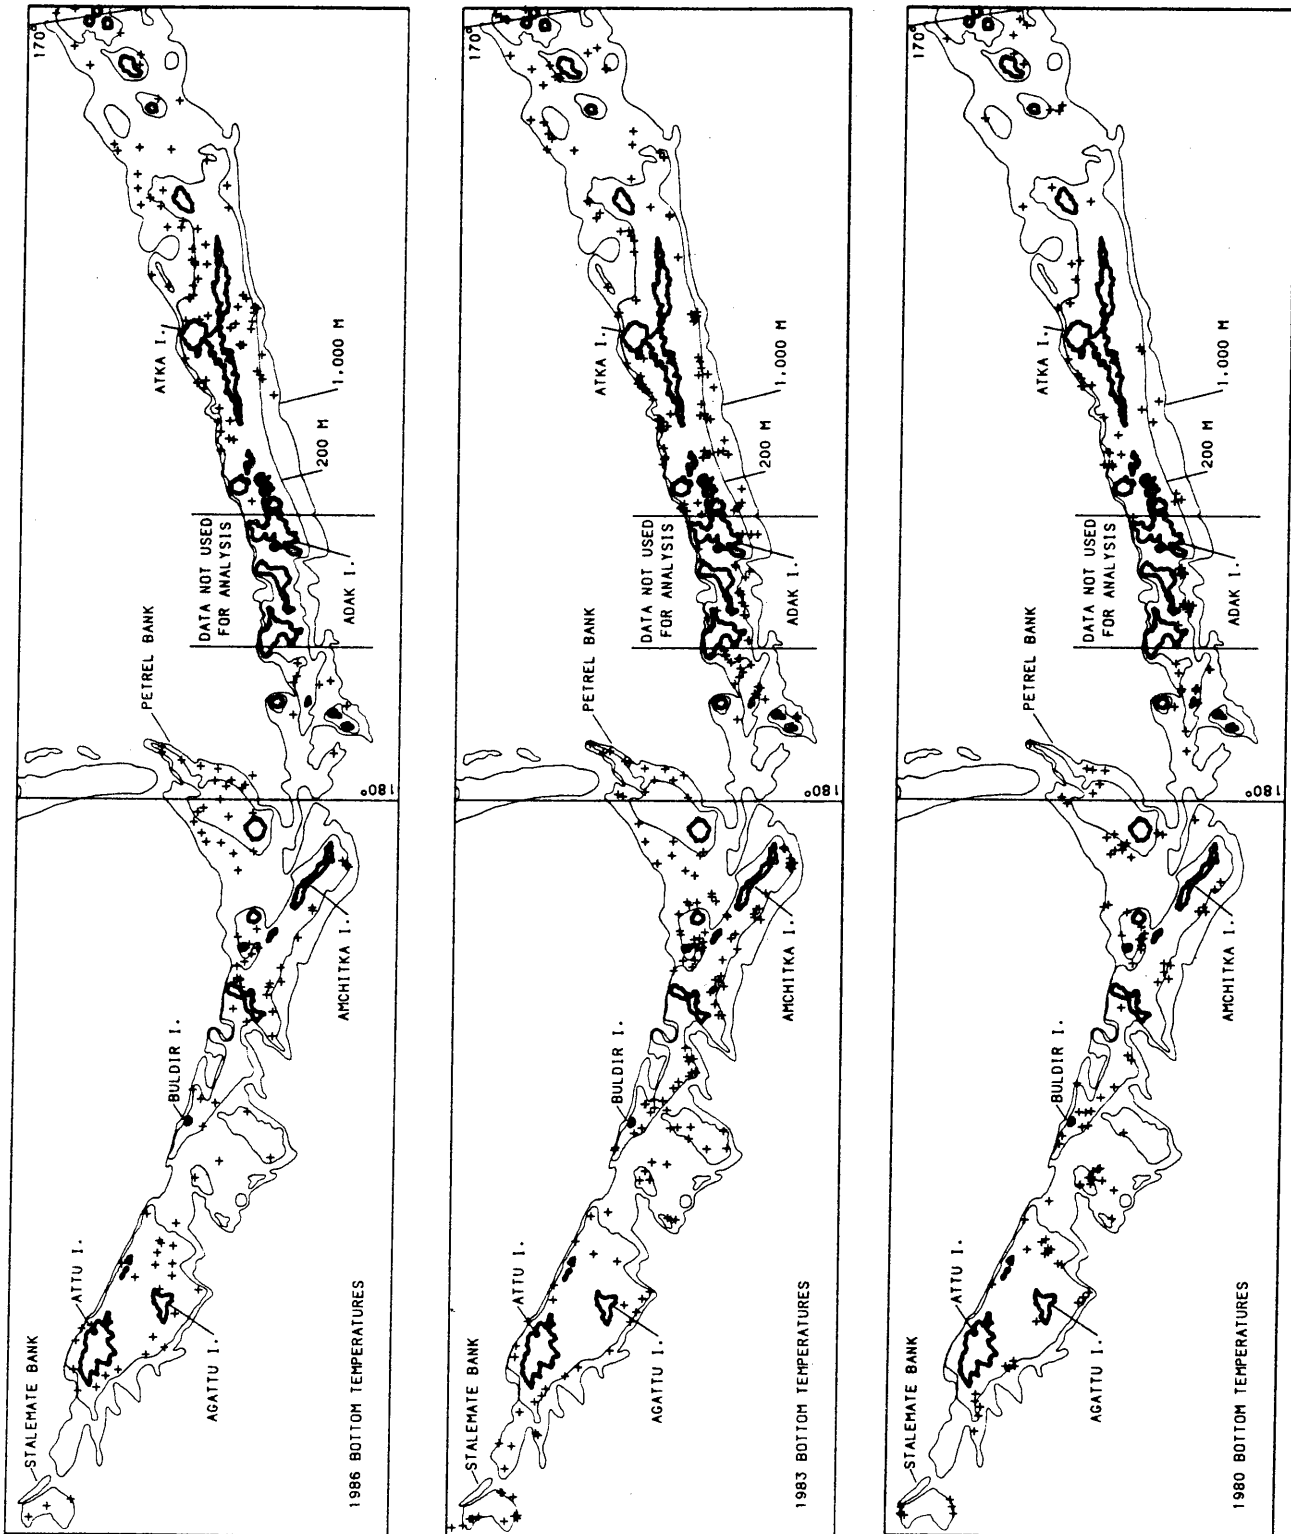 STALEMATE BANK
ATTU I.
AGATTU I.
BULDIR I.
AMCHITKA I.
PETREL BANK
180°
DATA NOT USED
FOR ANALYSIS
ADAK I.
ATKA I.
200 M
1,000 M
170°
1986 BOTTOM TEMPERATURES
STALEMATE BANK
ATTU I.
AGATTU I.
BULDIR I.
AMCHITKA I.
PETREL BANK
180°
DATA NOT USED
FOR ANALYSIS
ADAK I.
ATKA I.
200 M
1,000 M
170°
1983 BOTTOM TEMPERATURES
STALEMATE BANK
ATTU I.
AGATTU I.
BULDIR I.
AMCHITKA I.
PETREL BANK
180°
DATA NOT USED
FOR ANALYSIS
ADAK I.
ATKA I.
200 M
1,000 M
170°
1980 BOTTOM TEMPERATURES